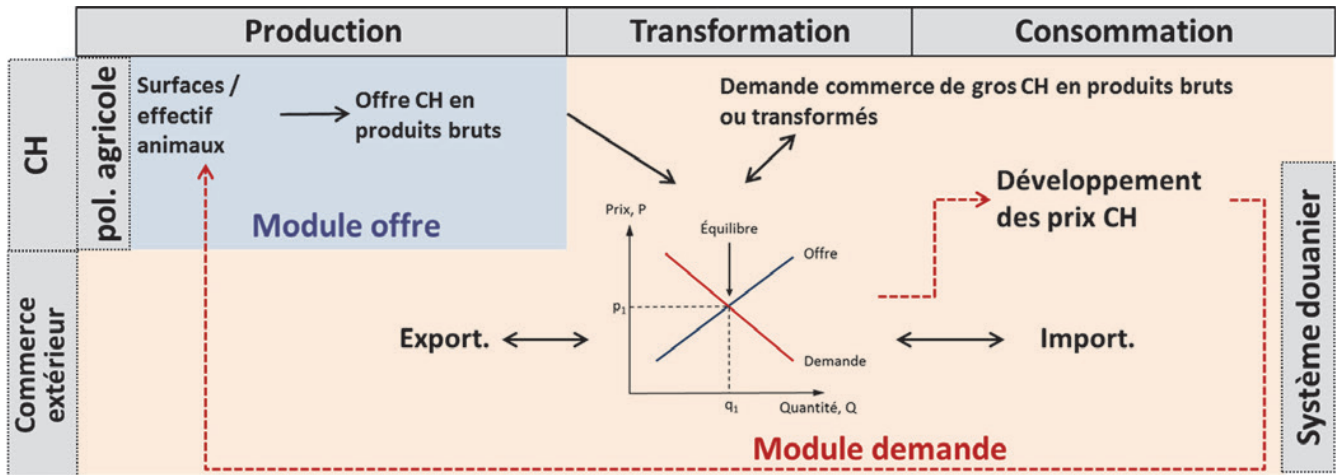 Production
Transformation
Consommation
CH
pol. agricole
Surfaces /
effectif
animaux
Offre CH en
produits bruts
Demande commerce de gros CH en produits bruts
ou transformés
Module offre
Développement
des prix CH
Système douanier
Prix, P
Équilibre
Offre
p1
Demande
q1
Quantité, Q
Commerce
extérieur
Export.
Import.
Module demande